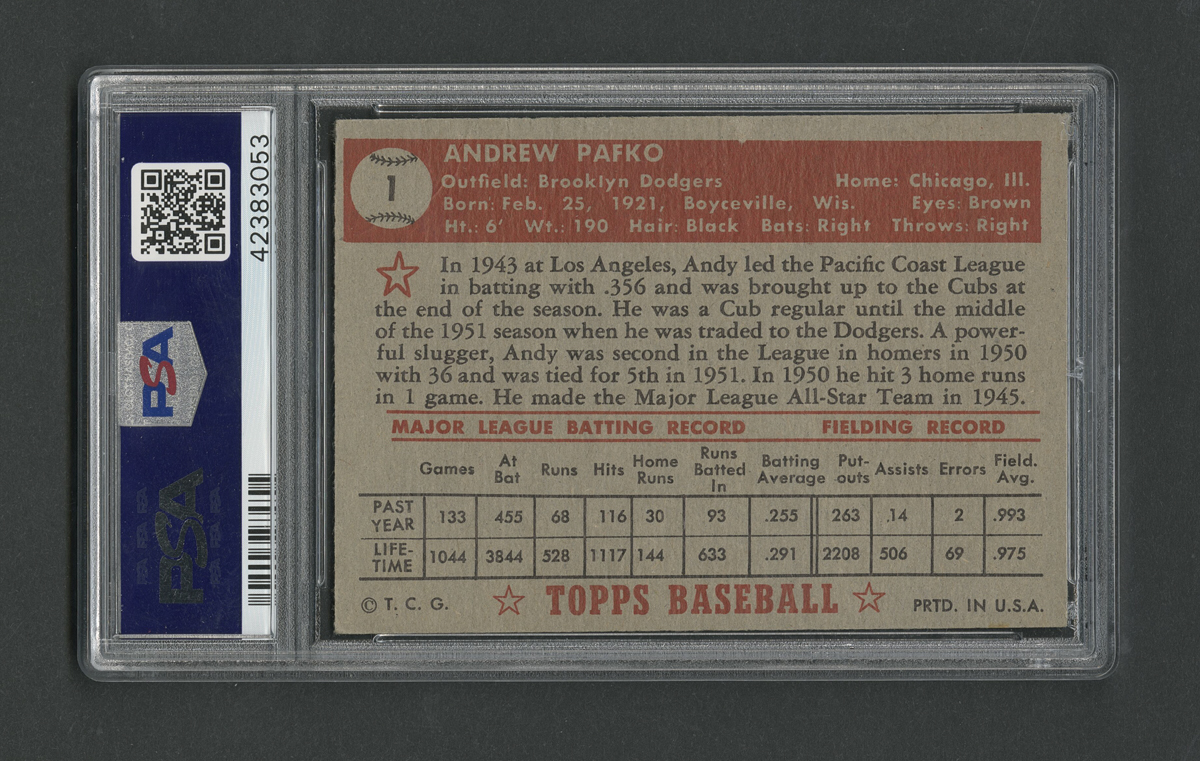 42383053
PSA
PSA
1
ANDREW PAFKO
Outfield: Brooklyn Dodgers Home: Chicago, Ill.
Born: Feb. 25, 1921, Boyceville, Wis. Eyes: Brown
Ht.: 6' Wt.: 190 Hair: Black Bats: Right Throws: Right
In 1943 at Los Angeles, Andy led the Pacific Coast League
in batting with .356 and was brought up to the Cubs at
the end of the season. He was a Cub regular until the middle
of the 1951 season when he was traded to the Dodgers. A power-
ful slugger, Andy was second in the League in homers in 1950
with 36 and was tied for 5th in 1951. In 1950 he hit 3 home runs
in 1 game. He made the Major League All-Star Team in 1945.
MAJOR LEAGUE BATTING RECORD FIELDING RECORD
Games At Bat Runs Hits Home Runs Runs Batted In Batting Average Put-outs Assists Errors Field. Avg.
PAST YEAR 133 455 68 116 30 93 .255 263 .14 2 .993
LIFE-TIME 1044 3844 528 1117 144 633 .291 2208 506 69 .975
© T. C. G. TOPPS BASEBALL PRTD. IN U.S.A.